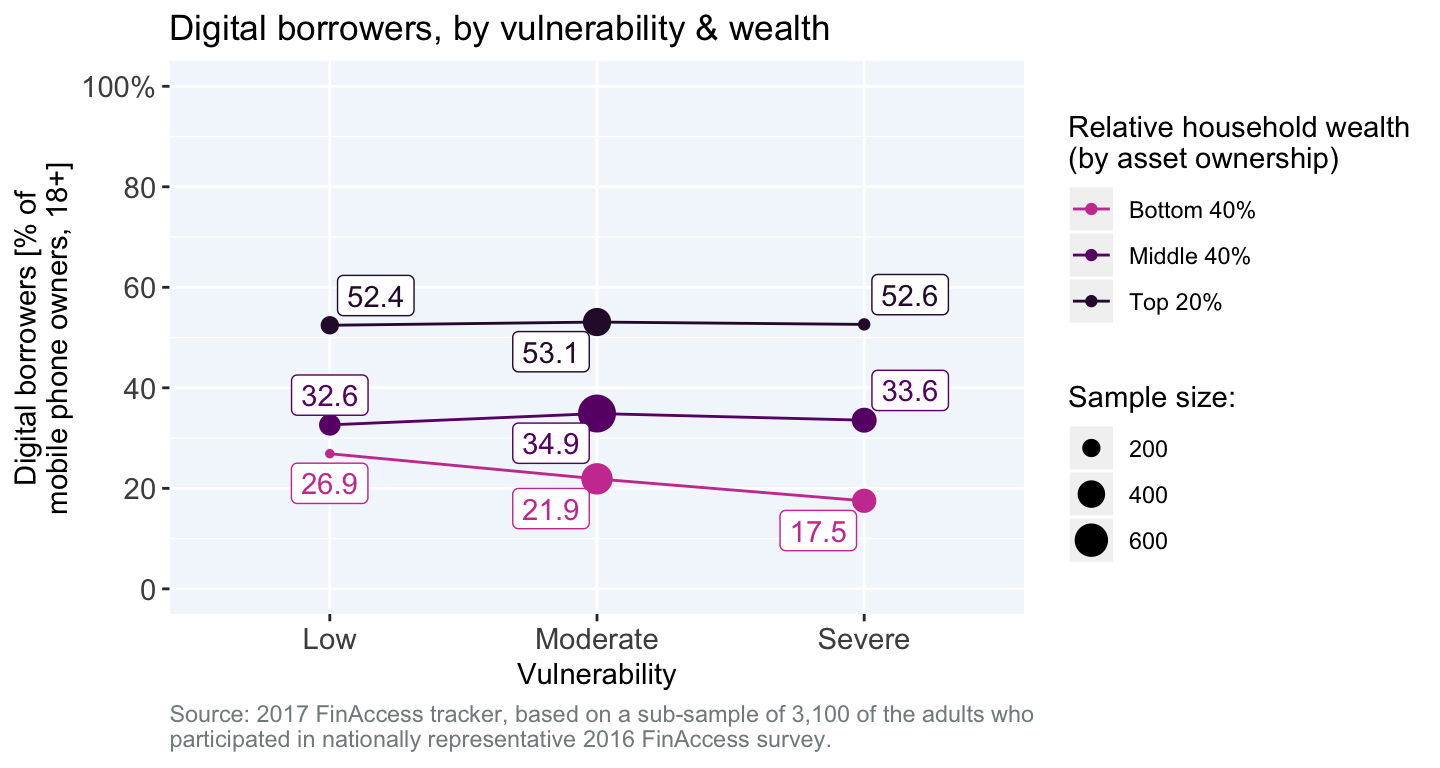 Digital borrowers, by vulnerability & wealth
Digital borrowers [% of
mobile phone owners, 18+]
100%
80
60
40
20
0
52.4
53.1
52.6
32.6
34.9
33.6
26.9
21.9
17.5
Low
Moderate
Severe
Vulnerability
Relative household wealth
(by asset ownership)
Bottom 40%
Middle 40%
Top 20%
Sample size:
200
400
600
Source: 2017 FinAccess tracker, based on a sub-sample of 3,100 of the adults who
participated in nationally representative 2016 FinAccess survey.